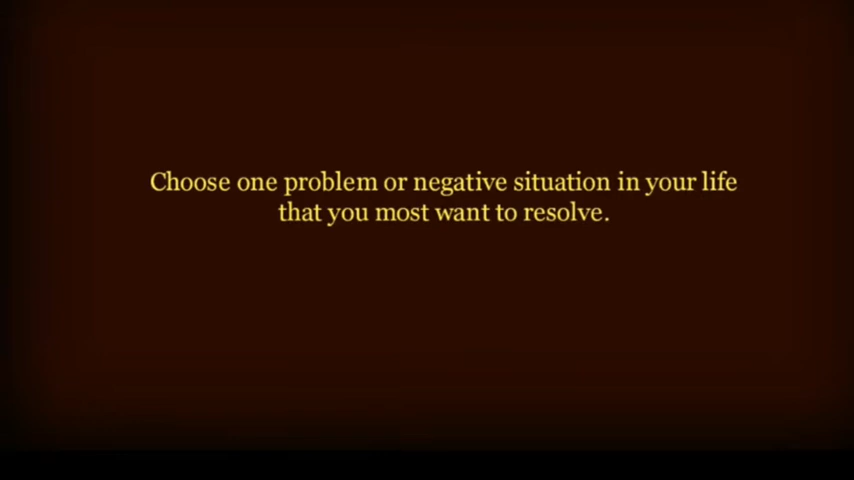 Choose one problem or negative situation in your life
that you most want to resolve.